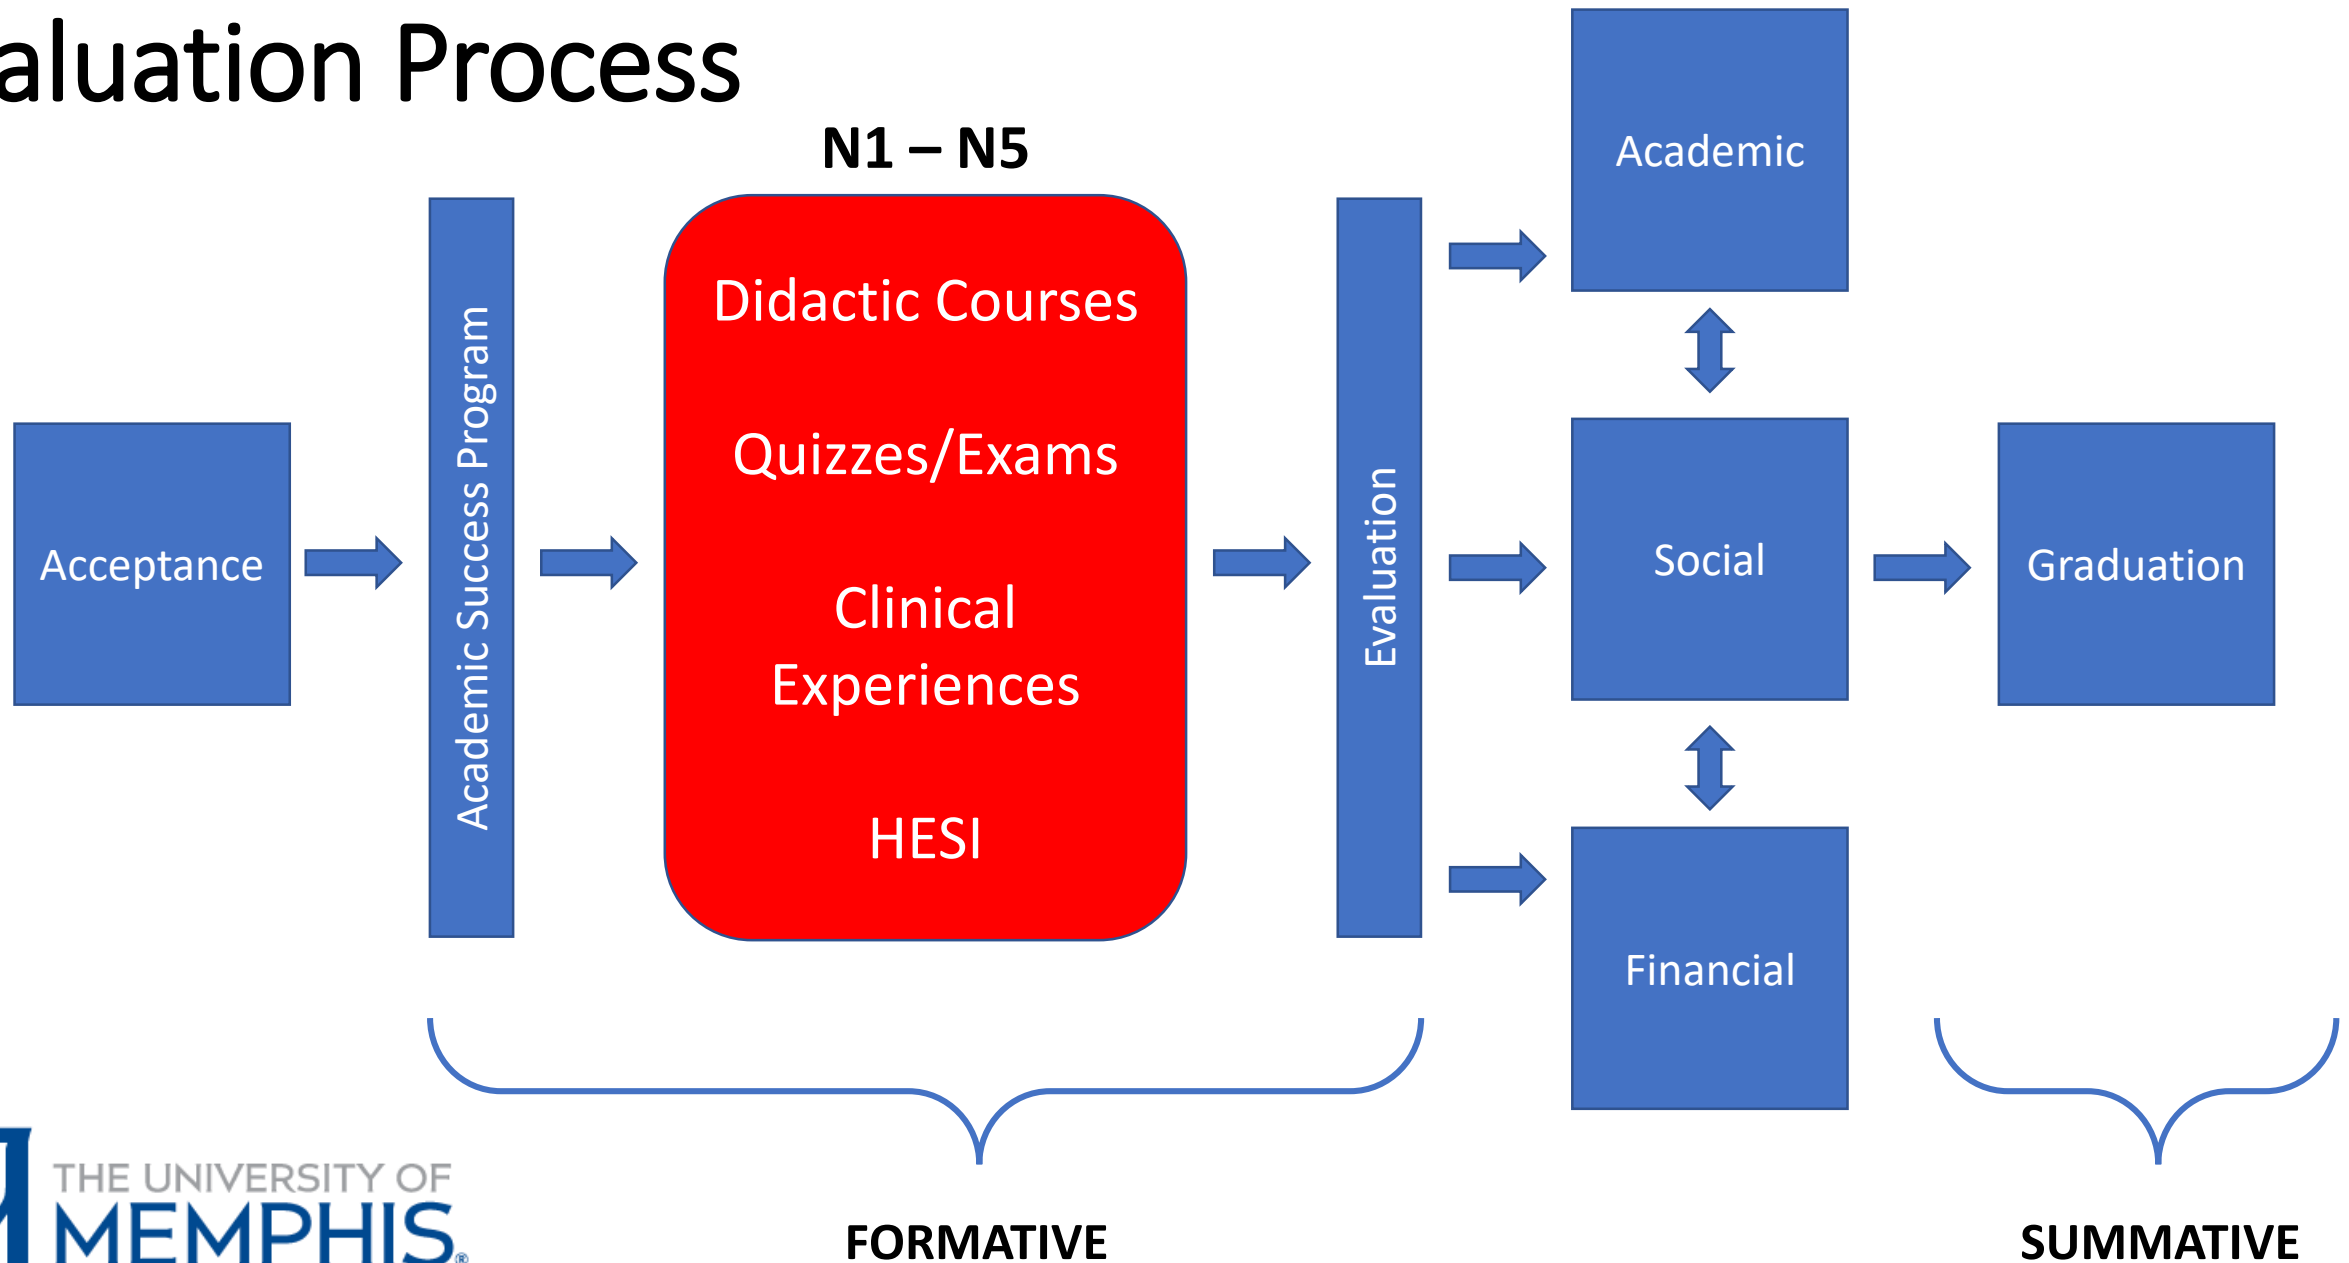 aluation Process
N1 – N5
Acceptance
Academic Success Program
Didactic Courses
Quizzes/Exams
Clinical
Experiences
HESI
Evaluation
Academic
Social
Financial
Graduation
FORMATIVE
SUMMATIVE
THE UNIVERSITY OF
MEMPHIS®